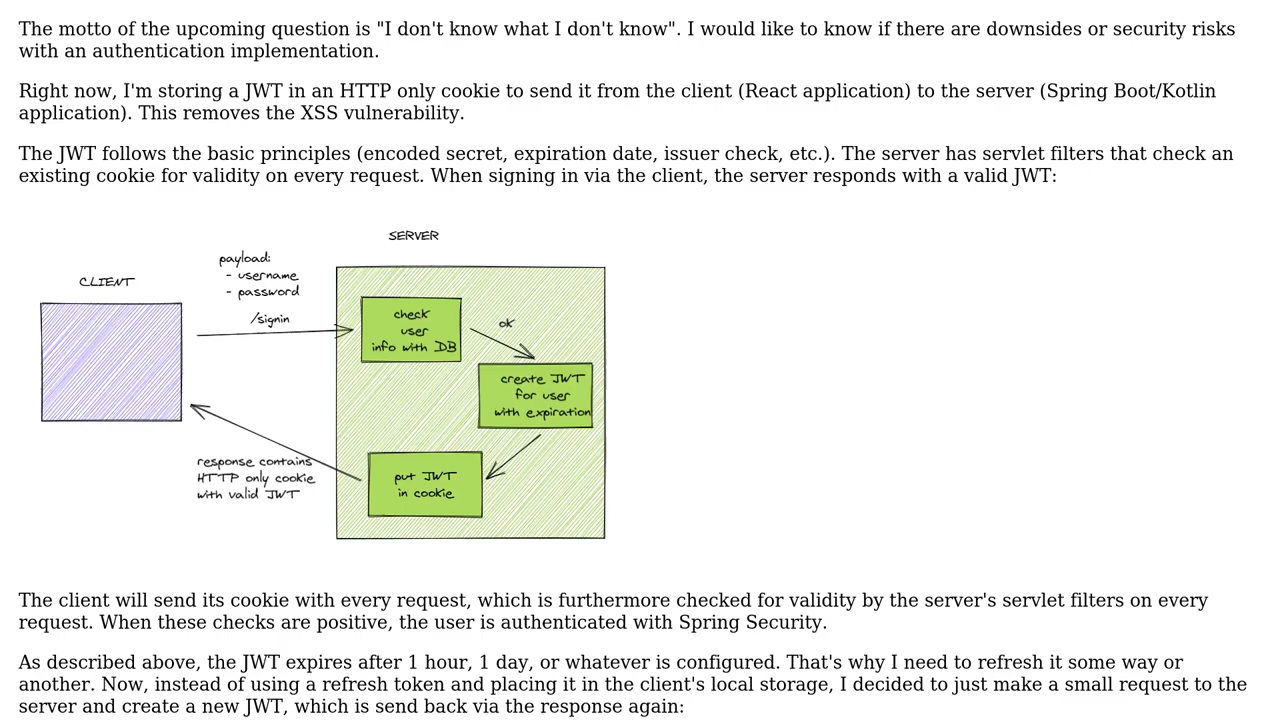 The motto of the upcoming question is "I don't know what I don't know". I would like to know if there are downsides or security risks
with an authentication implementation.
Right now, I'm storing a JWT in an HTTP only cookie to send it from the client (React application) to the server (Spring Boot/Kotlin
application). This removes the XSS vulnerability.
The JWT follows the basic principles (encoded secret, expiration date, issuer check, etc.). The server has servlet filters that check an
existing cookie for validity on every request. When signing in via the client, the server responds with a valid JWT:
SERVER
payload:
- username
- password
CLIENT
/signin
check
user
info with DB
ok
create JWT
for user
with expiration
response contains
HTTP only cookie
with valid JWT
put JWT
in cookie
The client will send its cookie with every request, which is furthermore checked for validity by the server's servlet filters on every
request. When these checks are positive, the user is authenticated with Spring Security.
As described above, the JWT expires after 1 hour, 1 day, or whatever is configured. That's why I need to refresh it some way or
another. Now, instead of using a refresh token and placing it in the client's local storage, I decided to just make a small request to the
server and create a new JWT, which is send back via the response again: